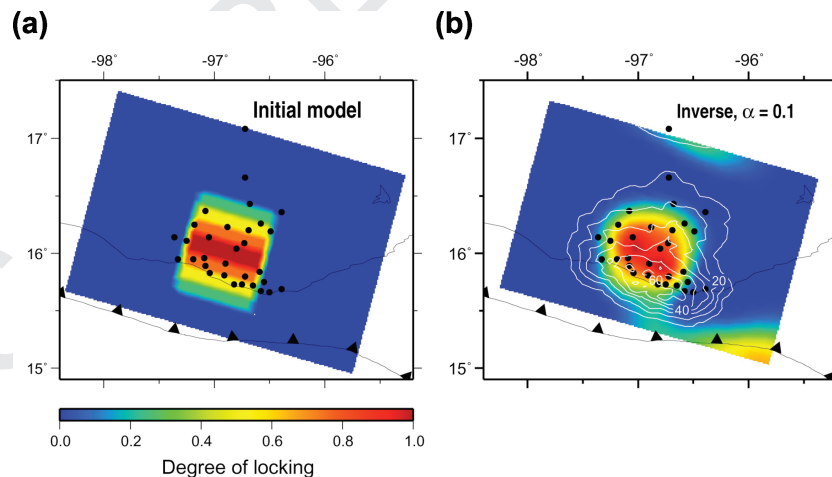 (a) (b)
-98° -97° -96° -98° -97° -96°
Initial model Inverse, α = 0.1
17° 17°
16° 16°
20
60
40
15° 15°
0.0 0.2 0.4 0.6 0.8 1.0
Degree of locking